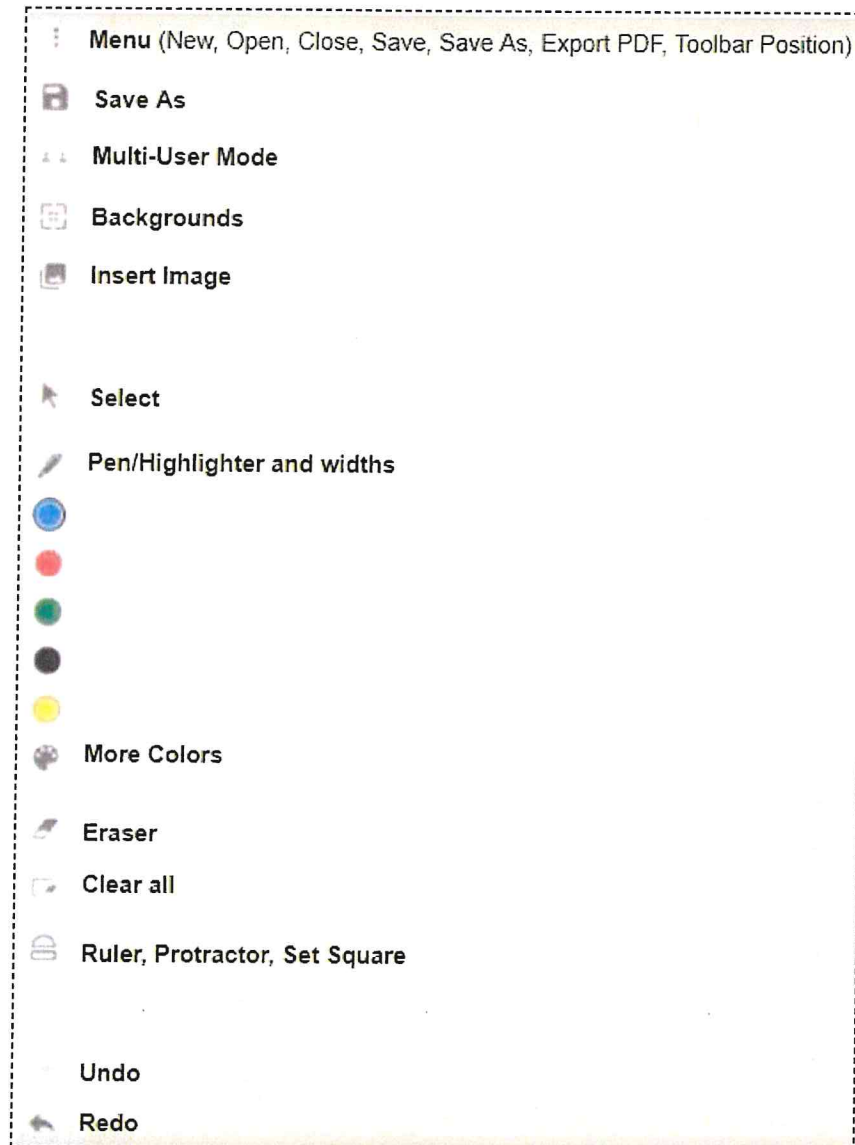 Menu (New, Open, Close, Save, Save As, Export PDF, Toolbar Position)
Save As
Multi-User Mode
Backgrounds
Insert Image
Select
Pen/Highlighter and widths
More Colors
Eraser
Clear all
Ruler, Protractor, Set Square
Undo
Redo